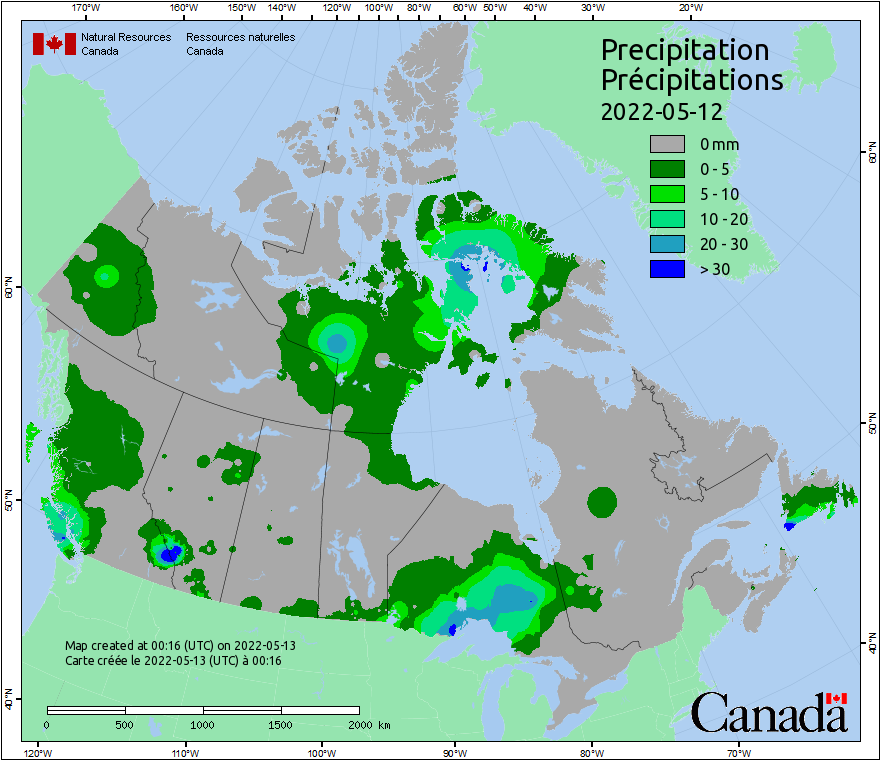 170°W 160°W 150°W 140°W 120°W 100°W 80°W 60°W 50°W 40°W 30°W 20°W
Natural Resources Ressources naturelles
Canada Canada
Precipitation
Précipitations
2022-05-12
0 mm
0 - 5
5 - 10
10 - 20
20 - 30
> 30
60°N 60°N
50°N 50°N
40°N 40°N
Map created at 00:16 (UTC) on 2022-05-13
Carte créée le 2022-05-13 (UTC) à 00:16
0 500 1000 1500 2000 km
Canada
120°W 110°W 100°W 90°W 80°W 70°W